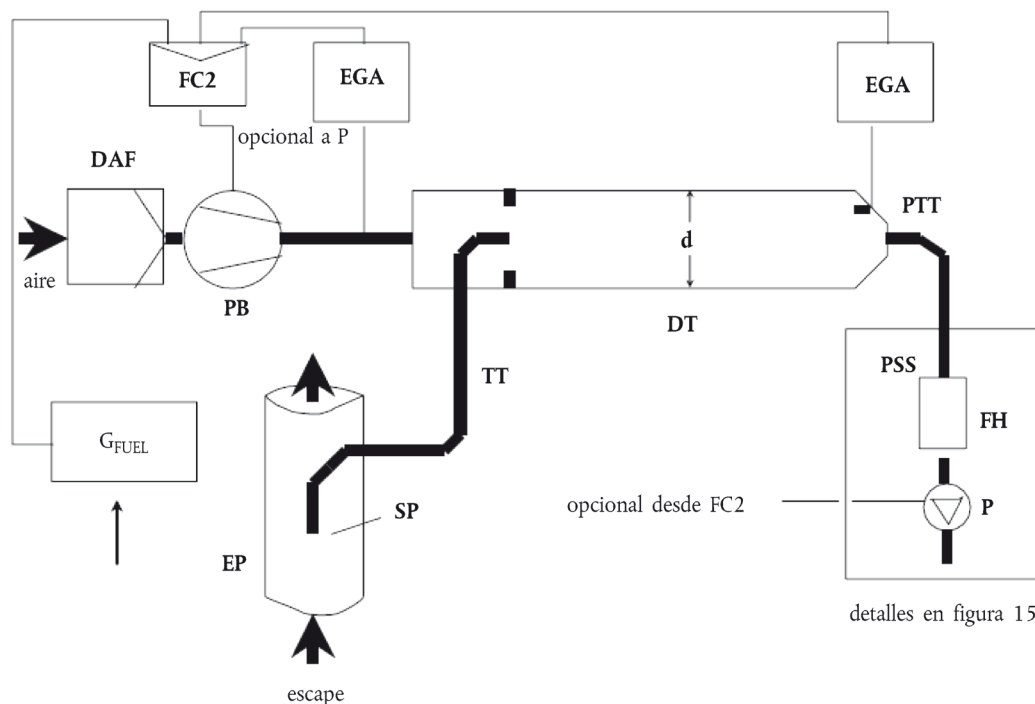 FC2
EGA
EGA
opcional a P
DAF
PTT
d
aire
PB
DT
PSS
TT
FH
G_FUEL
opcional desde FC2
P
SP
EP
detalles en figura 15
escape